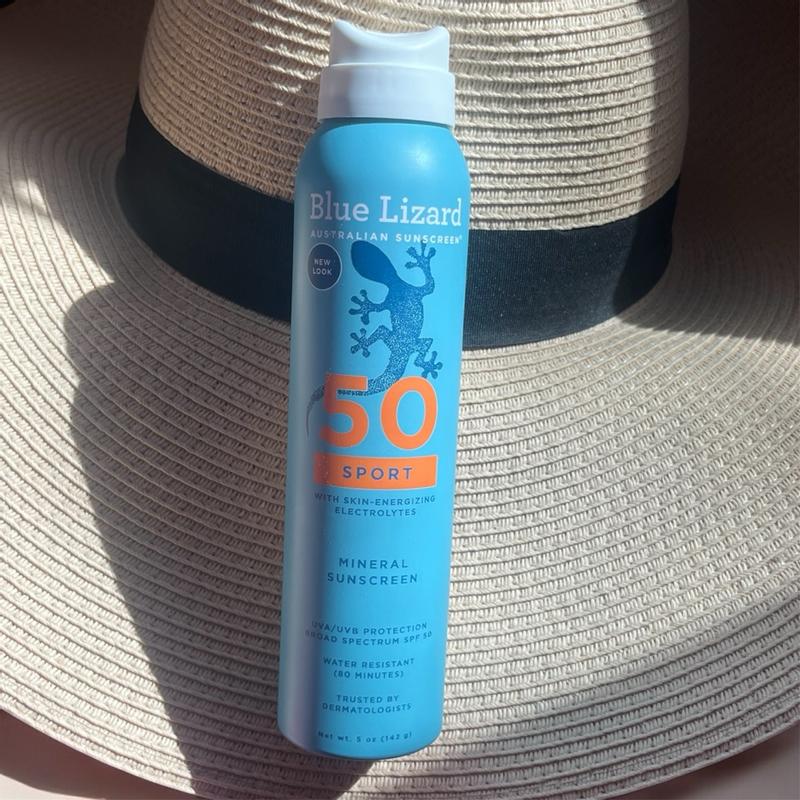 Blue Lizard
AUSTRALIAN SUNSCREEN®
NEW
LOOK
50
SPORT
WITH SKIN-ENERGIZING
ELECTROLYTES
MINERAL
SUNSCREEN
UVA/UVB PROTECTION
BROAD SPECTRUM SPF 50
WATER RESISTANT
(80 MINUTES)
TRUSTED BY
DERMATOLOGISTS
Net wt. 5 oz (142 g)